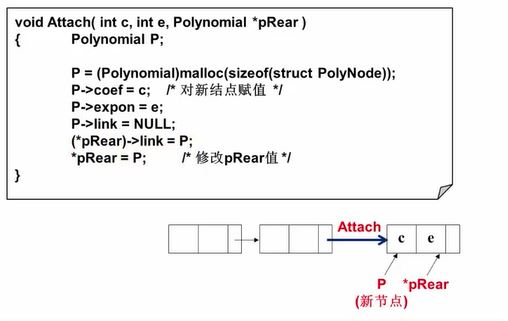 void Attach( int c, int e, Polynomial *pRear )
{ Polynomial P;
P = (Polynomial)malloc(sizeof(struct PolyNode));
P->coef = c; /* 对新结点赋值 */
P->expon = e;
P->link = NULL;
(*pRear)->link = P;
*pRear = P; /* 修改pRear值 */
}
Attach
c e
P *pRear
(新节点)